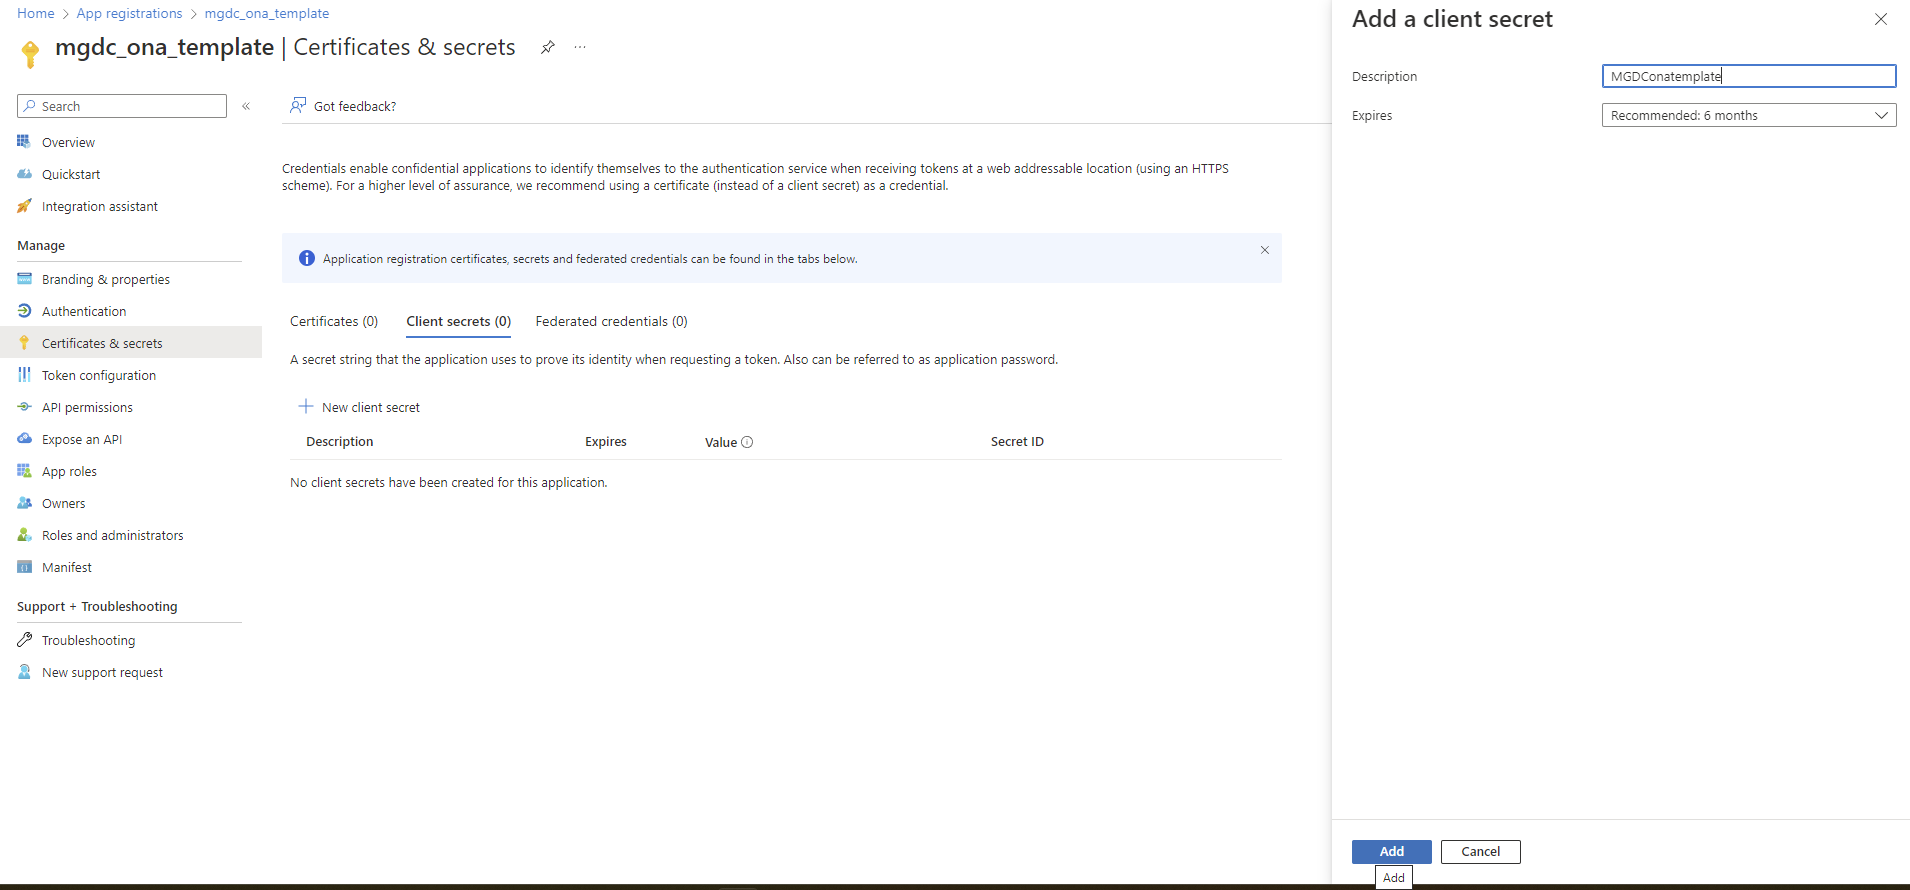 Home > App registrations > mgdc_ona_template
mgdc_ona_template | Certificates & secrets
Search
Overview
Quickstart
Integration assistant
Manage
Branding & properties
Authentication
Certificates & secrets
Token configuration
API permissions
Expose an API
App roles
Owners
Roles and administrators
Manifest
Support + Troubleshooting
Troubleshooting
New support request
Got feedback?
Credentials enable confidential applications to identify themselves to the authentication service when receiving tokens at a web addressable location (using an HTTPS
scheme). For a higher level of assurance, we recommend using a certificate (instead of a client secret) as a credential.
Application registration certificates, secrets and federated credentials can be found in the tabs below.
Certificates (0) Client secrets (0) Federated credentials (0)
A secret string that the application uses to prove its identity when requesting a token. Also can be referred to as application password.
New client secret
Description Expires Value Secret ID
No client secrets have been created for this application.
Add a client secret
Description MGDConatemplate
Expires Recommended: 6 months
Add Cancel
Add